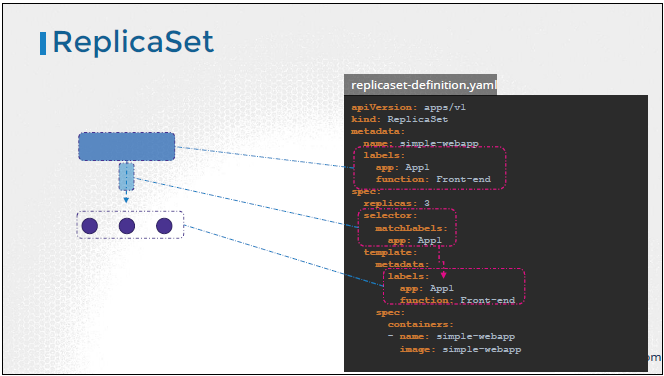 ReplicaSet
replicaset-definition.yaml
apiVersion: apps/v1
kind: ReplicaSet
metadata:
  name: simple-webapp
  labels:
    app: App1
    function: Front-end
spec:
  replicas: 3
  selector:
    matchLabels:
      app: App1
  template:
    metadata:
      labels:
        app: App1
        function: Front-end
    spec:
      containers:
      - name: simple-webapp
        image: simple-webapp
om